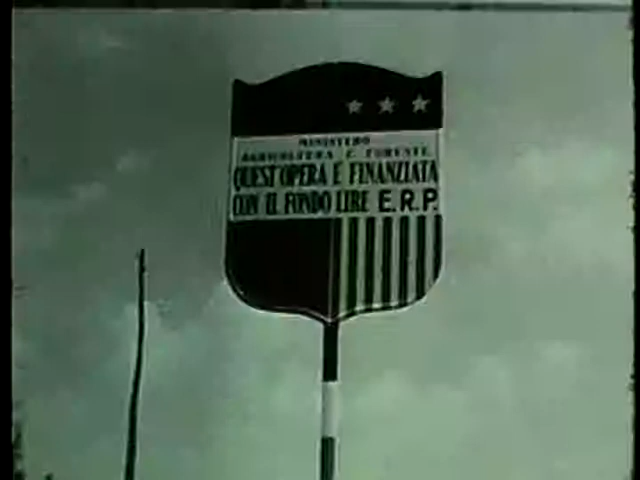 MINISTERO
AGRICOLTURA E FORESTE
QUEST'OPERA È FINANZIATA
CON IL FONDO LIRE E.R.P.